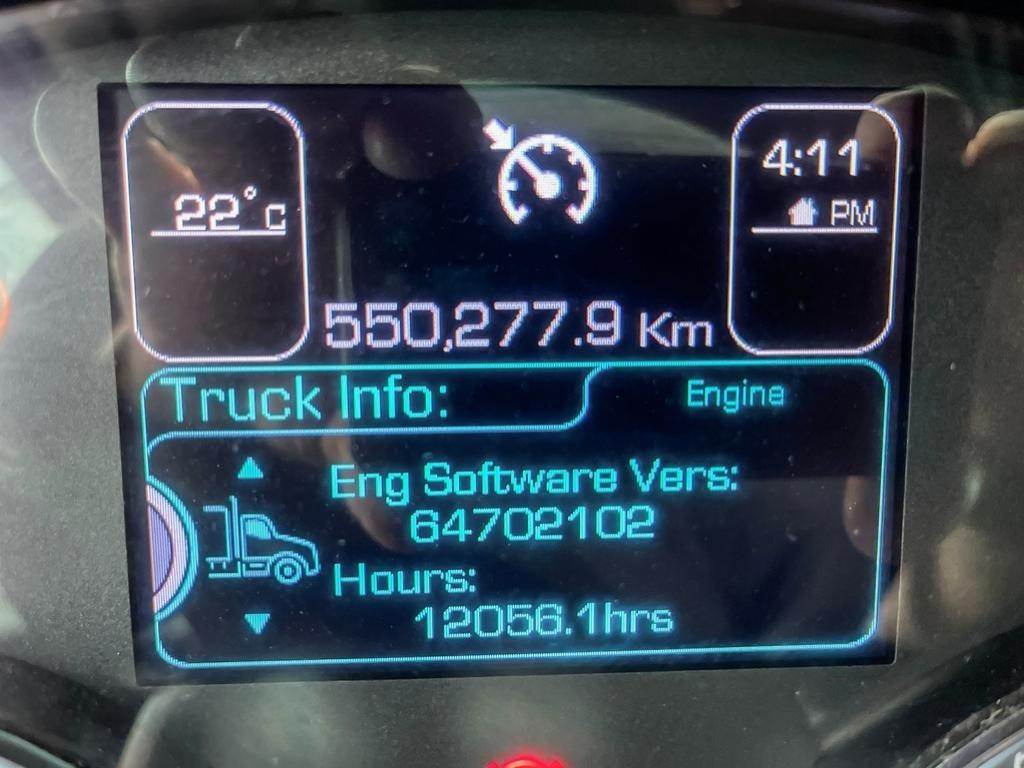 22°C
4:11
PM
550,277.9 Km
Truck Info:
Engine
Eng Software Vers:
64702102
Hours:
12056.1hrs